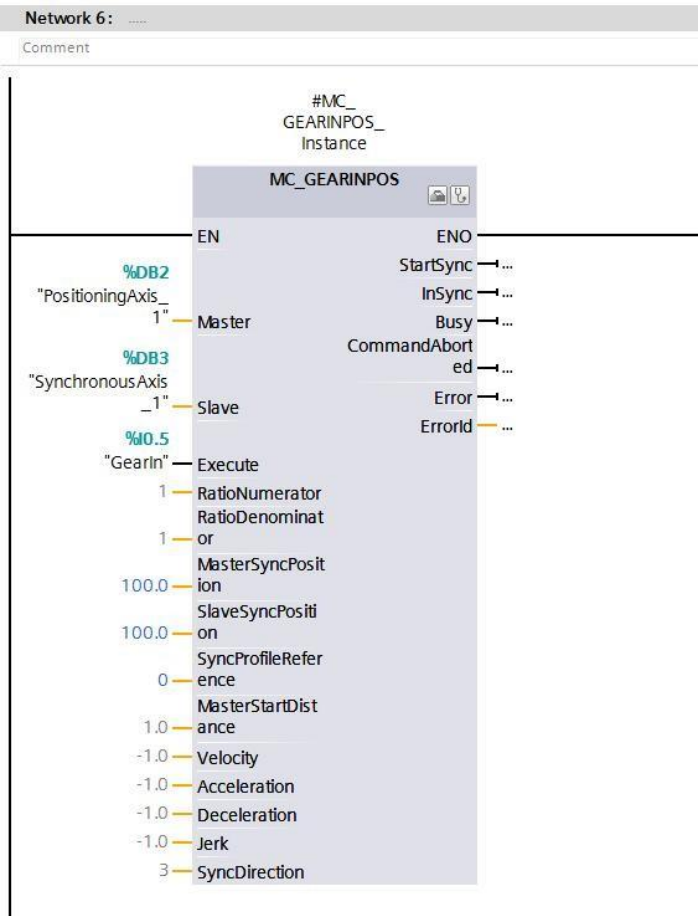 Network 6: .....
Comment
#MC_
GEARINPOS_
Instance
MC_GEARINPOS
EN
ENO
StartSync
...
InSync
...
Busy
...
CommandAbort
ed
...
Error
...
ErrorId
...
%DB2
"PositioningAxis_
1"
Master
%DB3
"SynchronousAxis
_1"
Slave
%I0.5
"GearIn"
Execute
1
RatioNumerator
RatioDenominat
1
or
MasterSyncPosit
100.0
ion
SlaveSyncPositi
100.0
on
SyncProfileRefer
0
ence
MasterStartDist
1.0
ance
-1.0
Velocity
-1.0
Acceleration
-1.0
Deceleration
-1.0
Jerk
3
SyncDirection